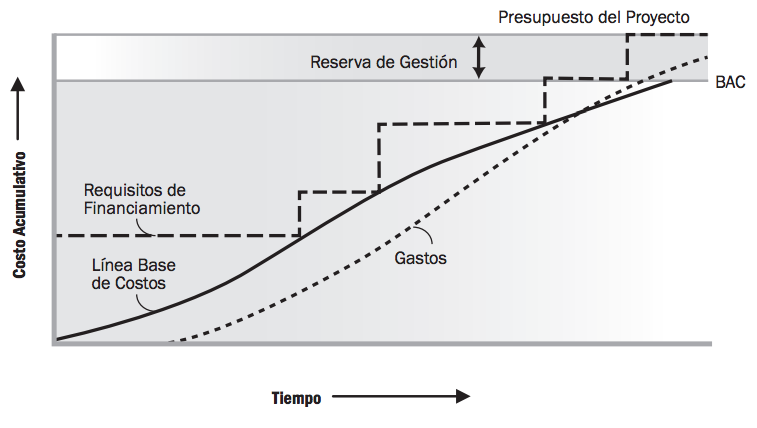 Presupuesto del Proyecto
Reserva de Gestión
BAC
Requisitos de
Financiamiento
Línea Base
de Costos
Gastos
Costo Acumulativo
Tiempo